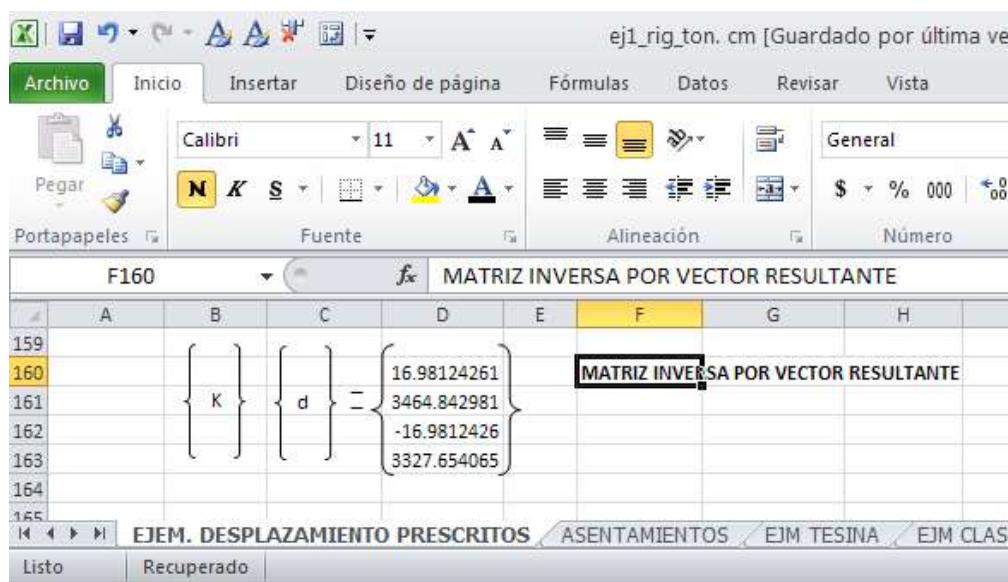 ej1_rig_ton. cm [Guardado por última ve
Archivo Inicio Insertar Diseño de página Fórmulas Datos Revisar Vista
Calibri 11 A A General
Pegar N K S A $ % 000
Portapapeles Fuente Alineación Número
F160 fx MATRIZ INVERSA POR VECTOR RESULTANTE
A B C D E F G H
159
160 16.98124261 MATRIZ INVERSA POR VECTOR RESULTANTE
161 K d = 3464.842981
162 -16.9812426
163 3327.654065
164
165
EJEM. DESPLAZAMIENTO PRESCRITOS ASENTAMIENTOS EJM TESINA EJM CLAS
Listo Recuperado